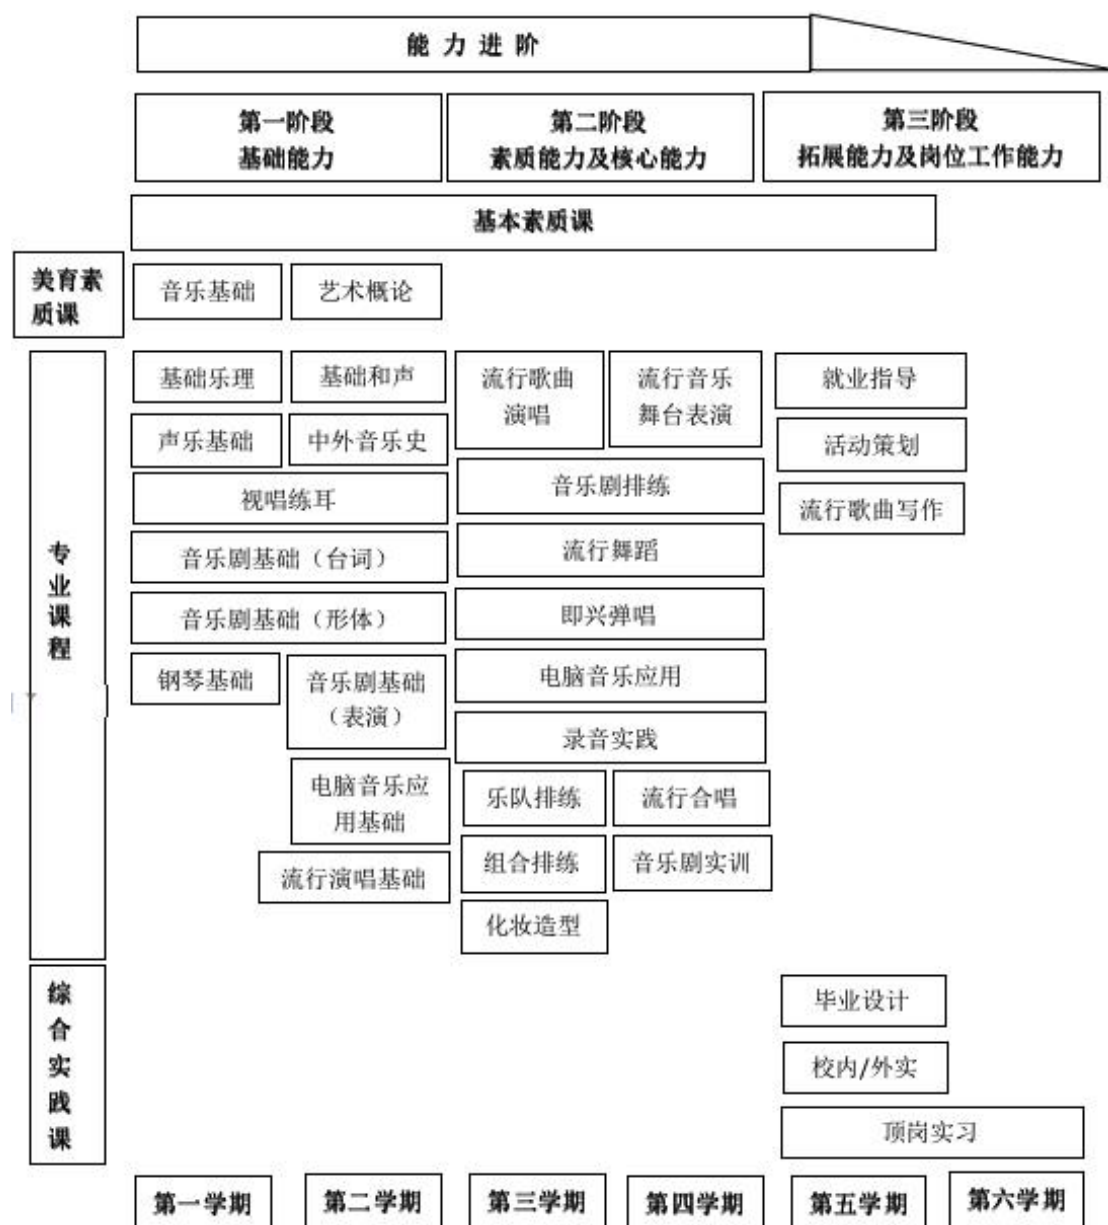 能 力 进 阶
第一阶段
基础能力
第二阶段
素质能力及核心能力
第三阶段
拓展能力及岗位工作能力
基本素质课
美育素
质课
音乐基础
艺术概论
专
业
课
程
基础乐理
基础和声
流行歌曲
演唱
流行音乐
舞台表演
就业指导
声乐基础
中外音乐史
活动策划
视唱练耳
音乐剧排练
流行歌曲写作
音乐剧基础（台词）
流行舞蹈
音乐剧基础（形体）
即兴弹唱
钢琴基础
音乐剧基础
（表演）
电脑音乐应用
录音实践
电脑音乐应
用基础
乐队排练
流行合唱
流行演唱基础
组合排练
音乐剧实训
化妆造型
综
合
实
践
课
毕业设计
校内/外实
顶岗实习
第一学期
第二学期
第三学期
第四学期
第五学期
第六学期